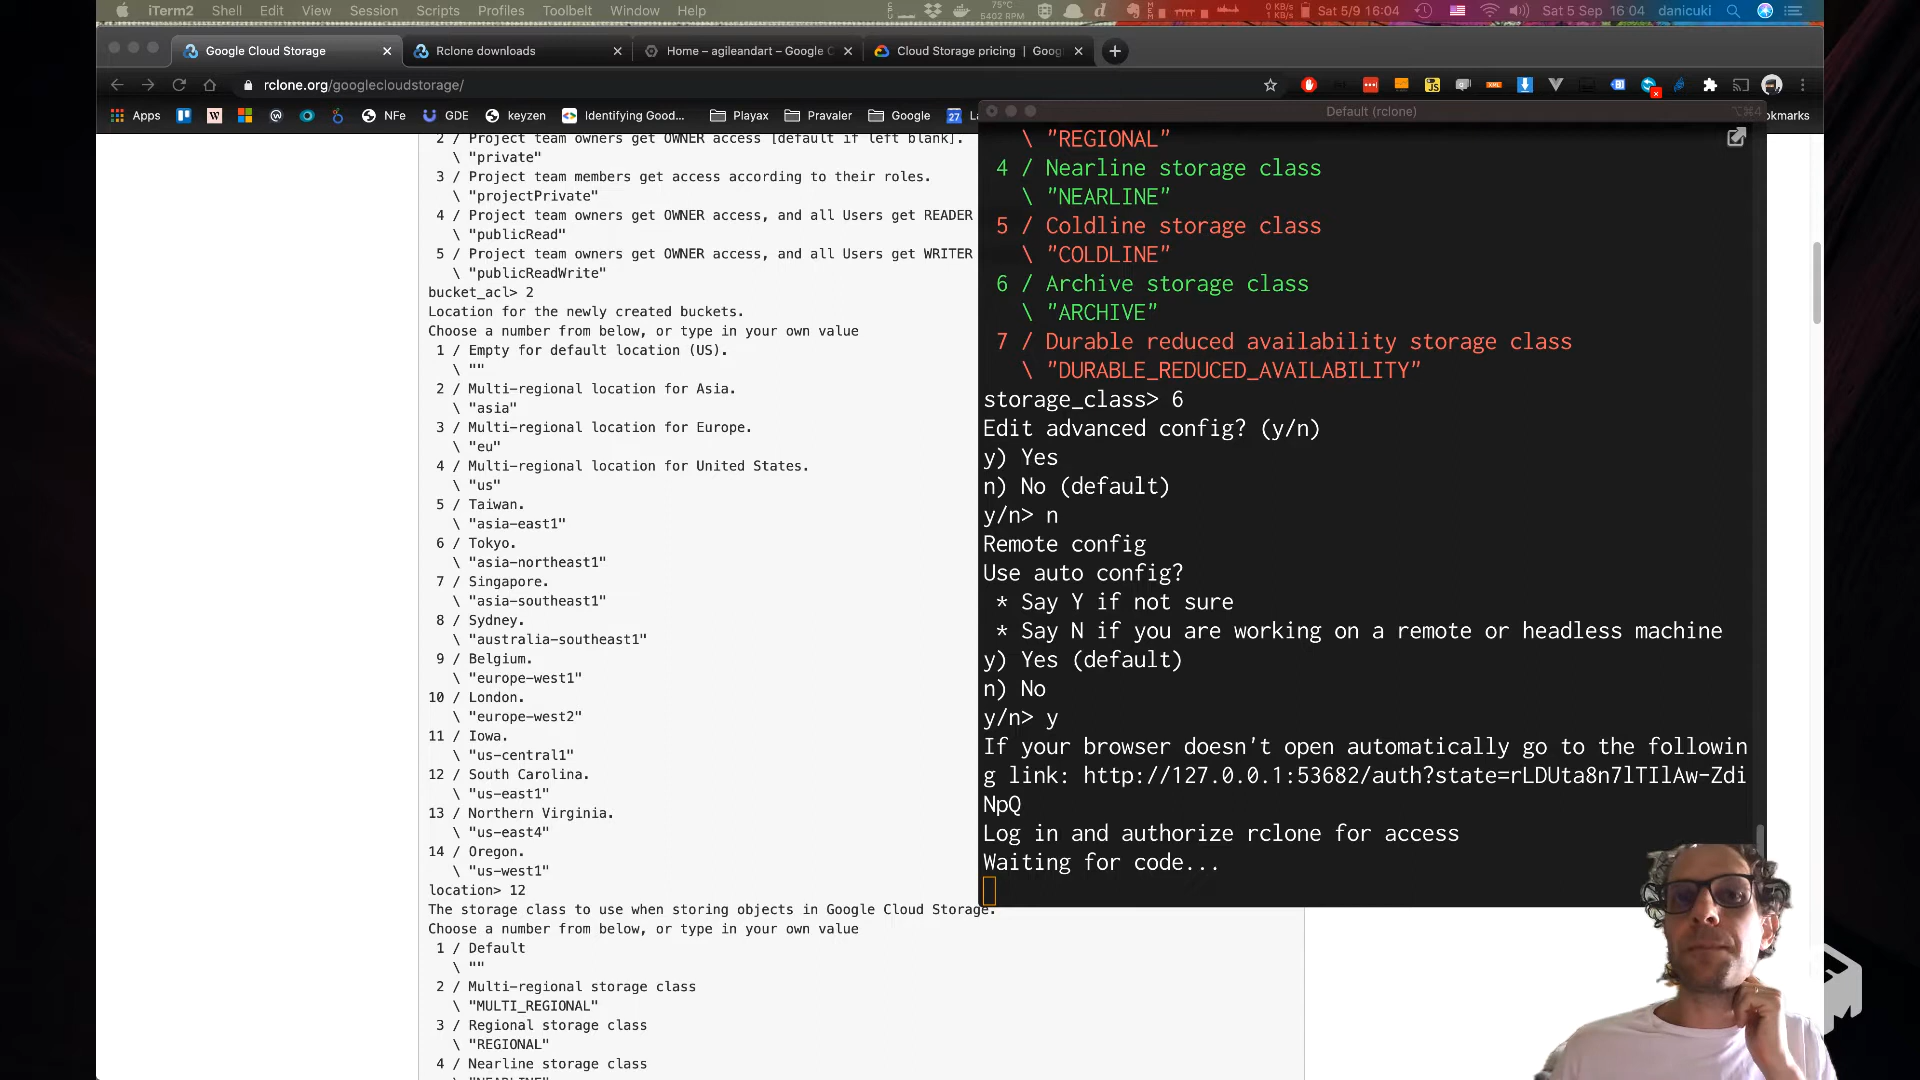 iTerm2 Shell Edit View Session Scripts Profiles Toolbelt Window Help
75°C
5402 RPM
0 KB/s
1 KB/s
Sat 5/9 16:04
Sat 5 Sep 16:04 danicuki
Google Cloud Storage
Rclone downloads
Home – agileandart – Google C
Cloud Storage pricing | Goog
rclone.org/googlecloudstorage/
Apps
NFe
GDE
keyzen
Identifying Good...
Playax
Pravaler
Google
okmarks
2 / Project team owners get OWNER access [default if left blank].
\ "private"
3 / Project team members get access according to their roles.
\ "projectPrivate"
4 / Project team owners get OWNER access, and all Users get READER
\ "publicRead"
5 / Project team owners get OWNER access, and all Users get WRITER
\ "publicReadWrite"
bucket_acl> 2
Location for the newly created buckets.
Choose a number from below, or type in your own value
1 / Empty for default location (US).
\ ""
2 / Multi-regional location for Asia.
\ "asia"
3 / Multi-regional location for Europe.
\ "eu"
4 / Multi-regional location for United States.
\ "us"
5 / Taiwan.
\ "asia-east1"
6 / Tokyo.
\ "asia-northeast1"
7 / Singapore.
\ "asia-southeast1"
8 / Sydney.
\ "australia-southeast1"
9 / Belgium.
\ "europe-west1"
10 / London.
\ "europe-west2"
11 / Iowa.
\ "us-central1"
12 / South Carolina.
\ "us-east1"
13 / Northern Virginia.
\ "us-east4"
14 / Oregon.
\ "us-west1"
location> 12
The storage class to use when storing objects in Google Cloud Storage.
Choose a number from below, or type in your own value
1 / Default
\ ""
2 / Multi-regional storage class
\ "MULTI_REGIONAL"
3 / Regional storage class
\ "REGIONAL"
4 / Nearline storage class
Default (rclone)
⌥⌘4
\ "REGIONAL"
4 / Nearline storage class
\ "NEARLINE"
5 / Coldline storage class
\ "COLDLINE"
6 / Archive storage class
\ "ARCHIVE"
7 / Durable reduced availability storage class
\ "DURABLE_REDUCED_AVAILABILITY"
storage_class> 6
Edit advanced config? (y/n)
y) Yes
n) No (default)
y/n> n
Remote config
Use auto config?
* Say Y if not sure
* Say N if you are working on a remote or headless machine
y) Yes (default)
n) No
y/n> y
If your browser doesn't open automatically go to the followin
g link: http://127.0.0.1:53682/auth?state=rLDUta8n7lTIlAw-Zdi
NpQ
Log in and authorize rclone for access
Waiting for code...